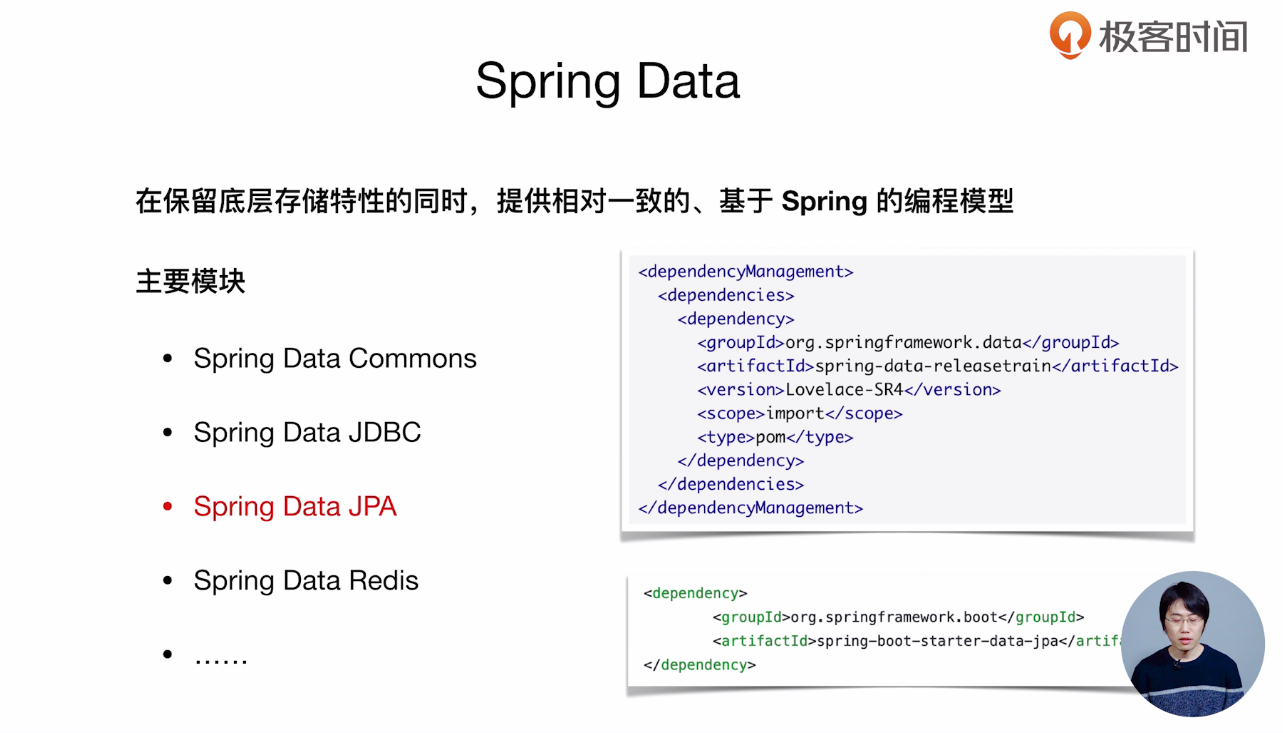 极客时间
Spring Data
在保留底层存储特性的同时，提供相对一致的、基于 Spring 的编程模型
主要模块
• Spring Data Commons
• Spring Data JDBC
• Spring Data JPA
• Spring Data Redis
• ……
<dependencyManagement>
  <dependencies>
    <dependency>
      <groupId>org.springframework.data</groupId>
      <artifactId>spring-data-releasetrain</artifactId>
      <version>Lovelace-SR4</version>
      <scope>import</scope>
      <type>pom</type>
    </dependency>
  </dependencies>
</dependencyManagement>
<dependency>
        <groupId>org.springframework.boot</groupId>
        <artifactId>spring-boot-starter-data-jpa</artif
</dependency>